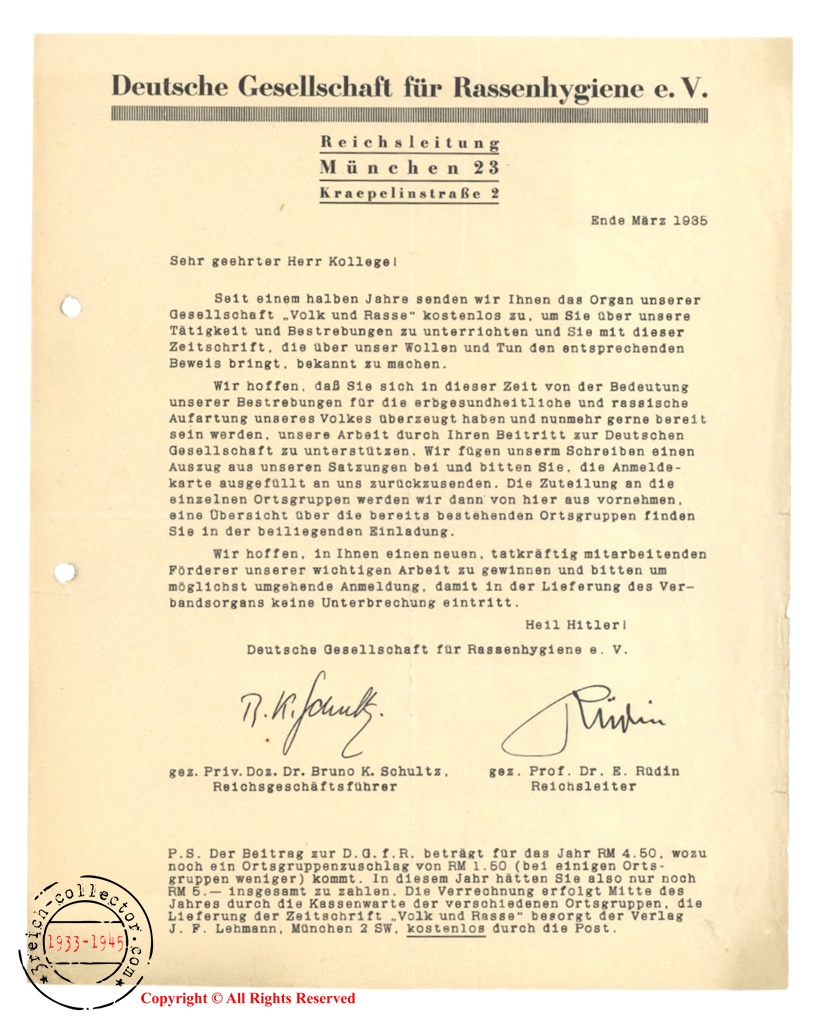 Deutsche Gesellschaft für Rassenhygiene e. V.
Reichsleitung
München 23
Kraepelinstraße 2
Ende März 1935
Sehr geehrter Herr Kollege!
Seit einem halben Jahre senden wir Ihnen das Organ unserer
Gesellschaft „Volk und Rasse“ kostenlos zu, um Sie über unsere
Tätigkeit und Bestrebungen zu unterrichten und Sie mit dieser
Zeitschrift, die über unser Wollen und Tun den entsprechenden
Beweis bringt, bekannt zu machen.
Wir hoffen, daß Sie sich in dieser Zeit von der Bedeutung
unserer Bestrebungen für die erbgesundheitliche und rassische
Aufartung unseres Volkes überzeugt haben und nunmehr gerne bereit
sein werden, unsere Arbeit durch Ihren Beitritt zur Deutschen
Gesellschaft zu unterstützen. Wir fügen unserm Schreiben einen
Auszug aus unseren Satzungen bei und bitten Sie, die Anmelde-
karte ausgefüllt an uns zurückzusenden. Die Zuteilung an die
einzelnen Ortsgruppen werden wir dann von hier aus vornehmen,
eine Übersicht über die bereits bestehenden Ortsgruppen finden
Sie in der beiliegenden Einladung.
Wir hoffen, in Ihnen einen neuen, tatkräftig mitarbeitenden
Förderer unserer wichtigen Arbeit zu gewinnen und bitten um
möglichst umgehende Anmeldung, damit in der Lieferung des Ver-
bandsorgans keine Unterbrechung eintritt.
Heil Hitler!
Deutsche Gesellschaft für Rassenhygiene e. V.
B. K. Schultz. Rüdin
gez. Priv. Doz. Dr. Bruno K. Schultz, gez. Prof. Dr. E. Rüdin
Reichsgeschäftsführer Reichsleiter
P.S. Der Beitrag zur D.G.f.R. beträgt für das Jahr RM 4.50, wozu
noch ein Ortsgruppenzuschlag von RM 1.50 (bei einigen Orts-
gruppen weniger) kommt. In diesem Jahr hätten Sie also nur noch
RM 5.— insgesamt zu zahlen. Die Verrechnung erfolgt Mitte des
Jahres durch die Kassenwarte der verschiedenen Ortsgruppen, die
Lieferung der Zeitschrift „Volk und Rasse“ besorgt der Verlag
J. F. Lehmann, München 2 SW, kostenlos durch die Post.
3reich-collector.com
1933-1945
Copyright © All Rights Reserved